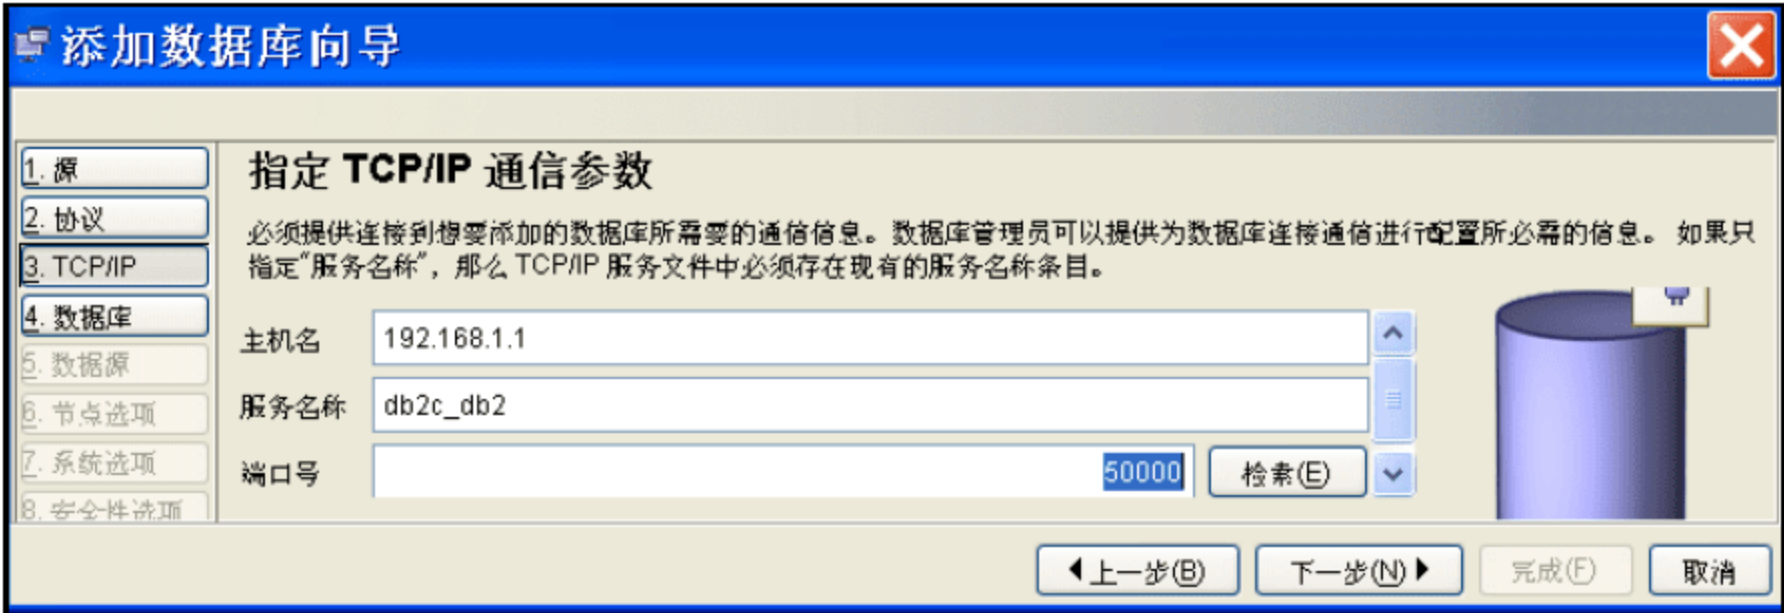 添加数据库向导
1. 源
2. 协议
3. TCP/IP
4. 数据库
5. 数据源
6. 节点选项
7. 系统选项
8. 安全性选项
指定 TCP/IP 通信参数
必须提供连接到想要添加的数据库所需要的通信信息。数据库管理员可以提供为数据库连接通信进行配置所必需的信息。 如果只
指定“服务名称”，那么 TCP/IP 服务文件中必须存在现有的服务名称条目。
主机名 192.168.1.1
服务名称 db2c_db2
端口号 50000 检索(E)
上一步(B) 下一步(N) 完成(F) 取消